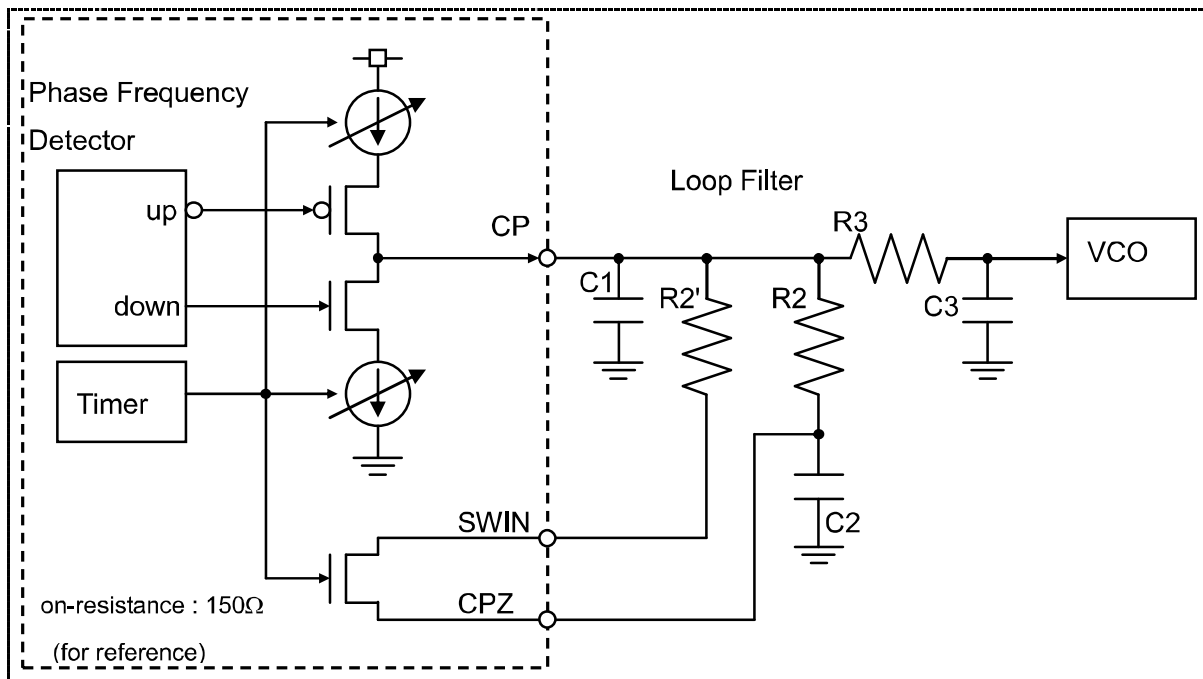 Phase Frequency
Detector
up
down
Timer
CP
Loop Filter
C1
R2'
R2
R3
C3
VCO
C2
SWIN
CPZ
on-resistance : 150Ω
(for reference)